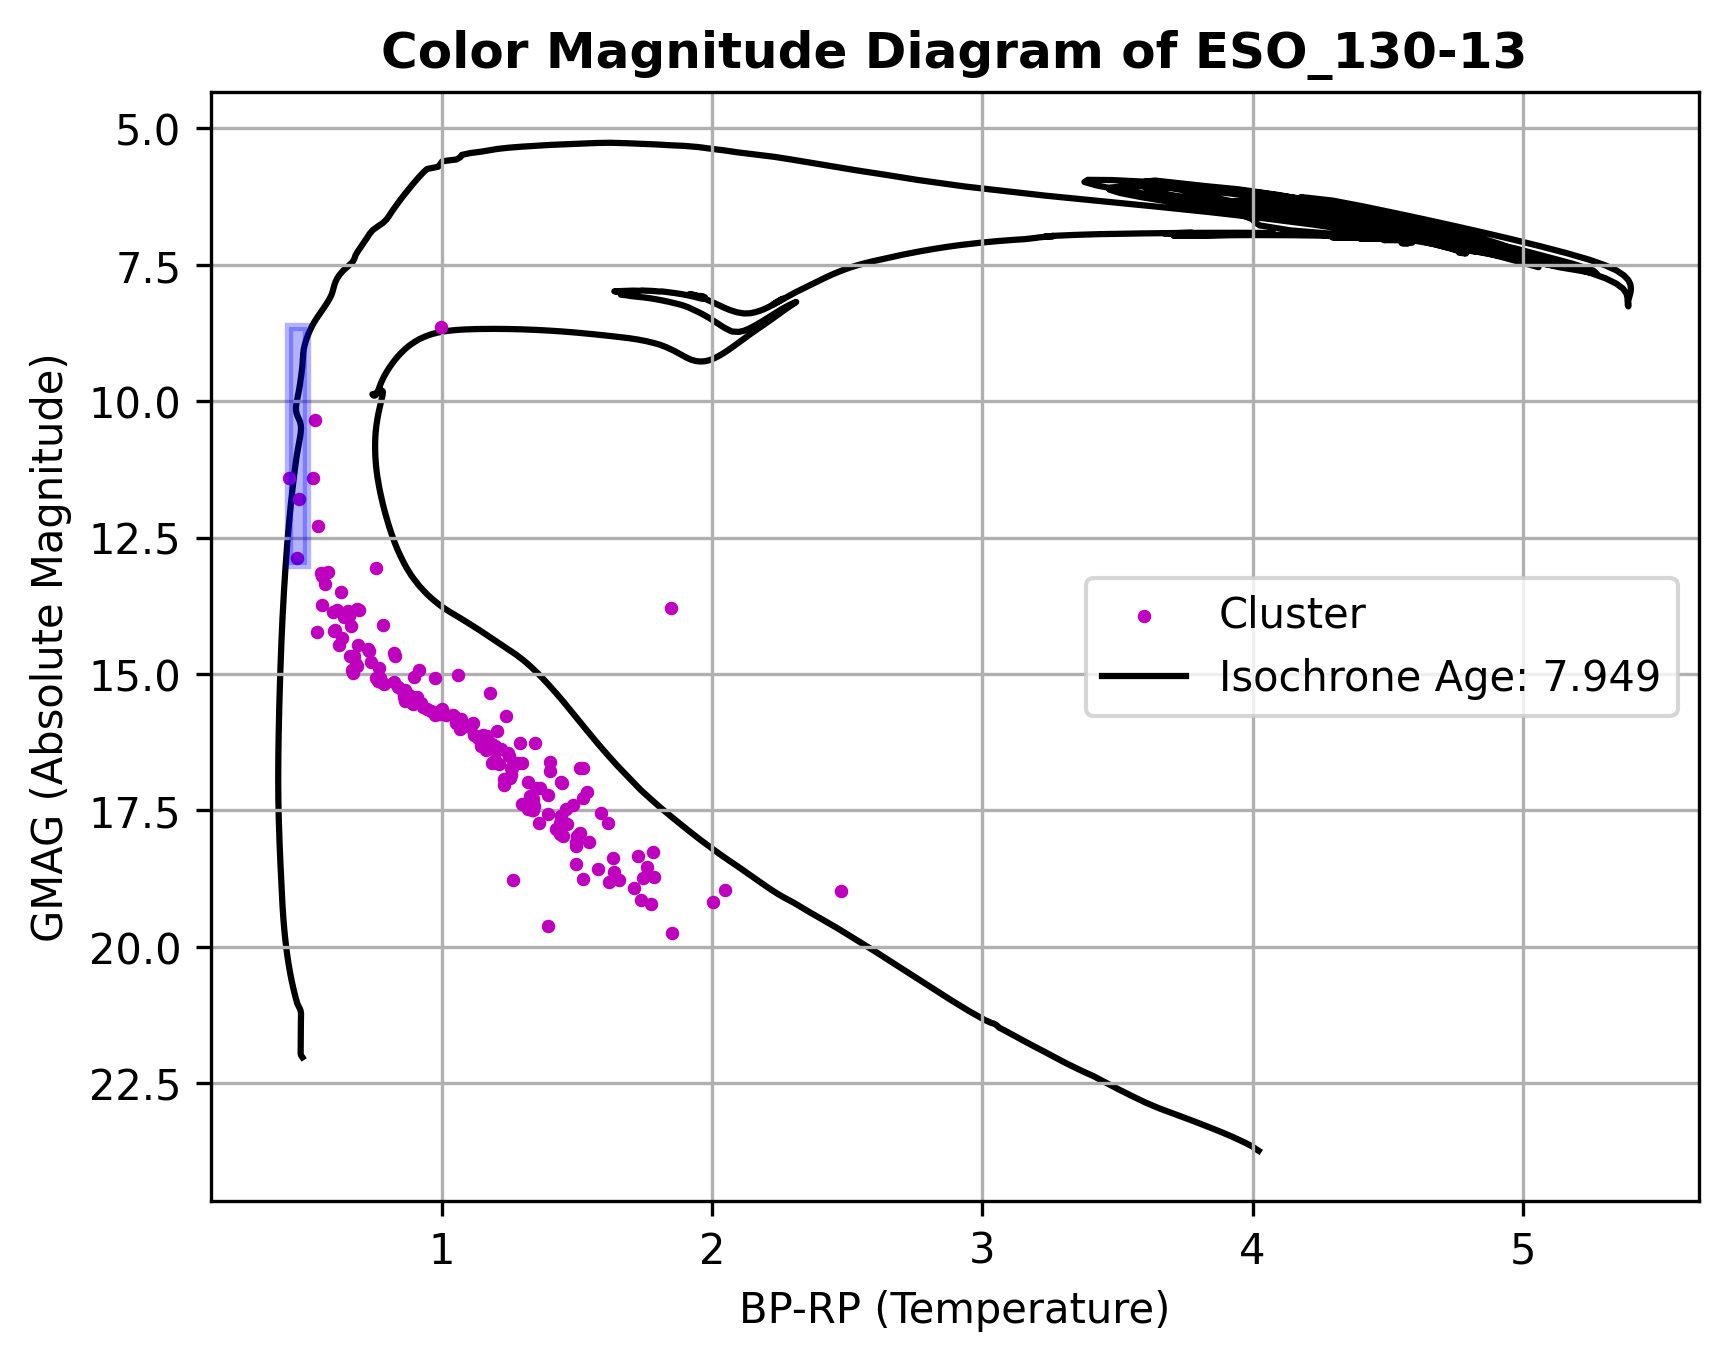 Color Magnitude Diagram of ESO_130-13
GMAG (Absolute Magnitude)
5.0
7.5
10.0
12.5
15.0
17.5
20.0
22.5
Cluster
Isochrone Age: 7.949
1 2 3 4 5
BP-RP (Temperature)